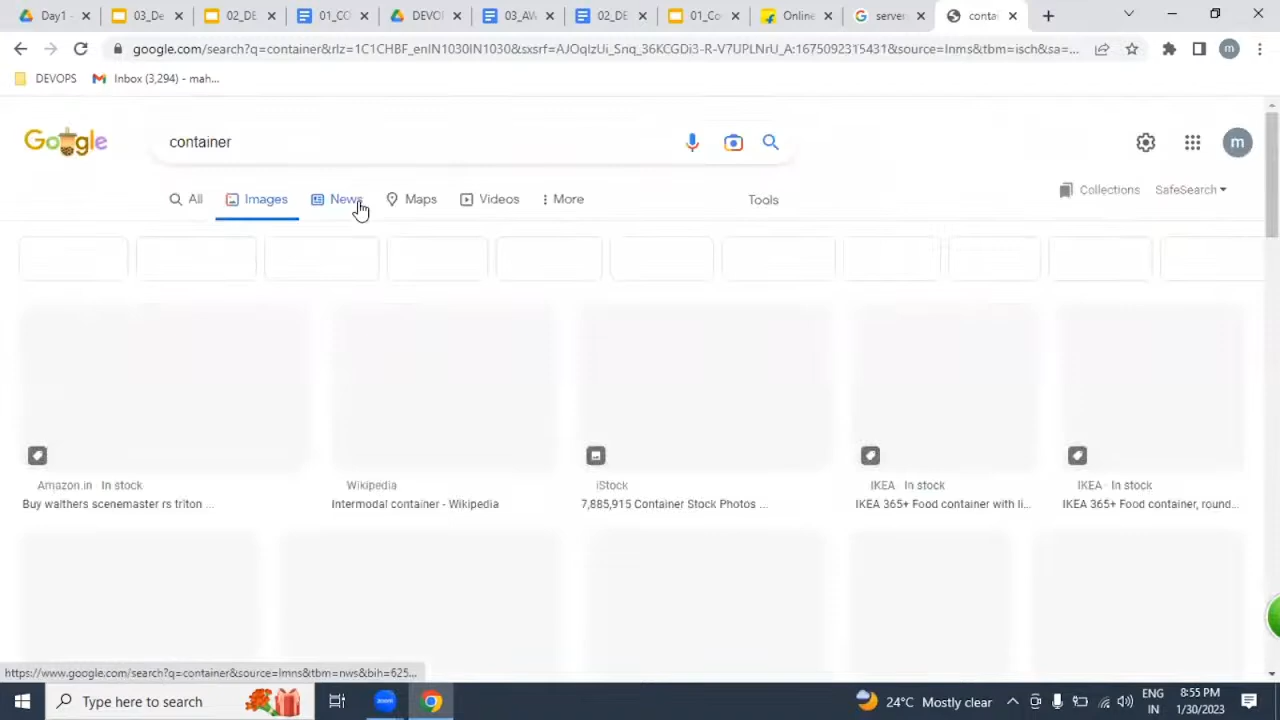 Day1 -
03_De
02_DE
01_CO
DEVO
03_AV
02_DE
01_Co
Online
server
conta
google.com/search?q=container&rlz=1C1CHBF_enIN1030IN1030&sxsrf=AJOqlzUi_Snq_36KCGDi3-R-V7UPLNrU_A:1675092315431&source=lnms&tbm=isch&sa=...
m
DEVOPS
Inbox (3,294) - mah...
Google
container
m
All
Images
News
Maps
Videos
More
Tools
Collections
SafeSearch
Amazon.in · In stock
Wikipedia
iStock
IKEA · In stock
IKEA · In stock
Buy walthers scenemaster rs triton ...
Intermodal container - Wikipedia
7,885,915 Container Stock Photos ...
IKEA 365+ Food container with li...
IKEA 365+ Food container, round...
https://www.google.com/search?q=container&source=lnms&tbm=nws&bih=625...
Type here to search
zoom
24°C Mostly clear
ENG
IN
8:55 PM
1/30/2023